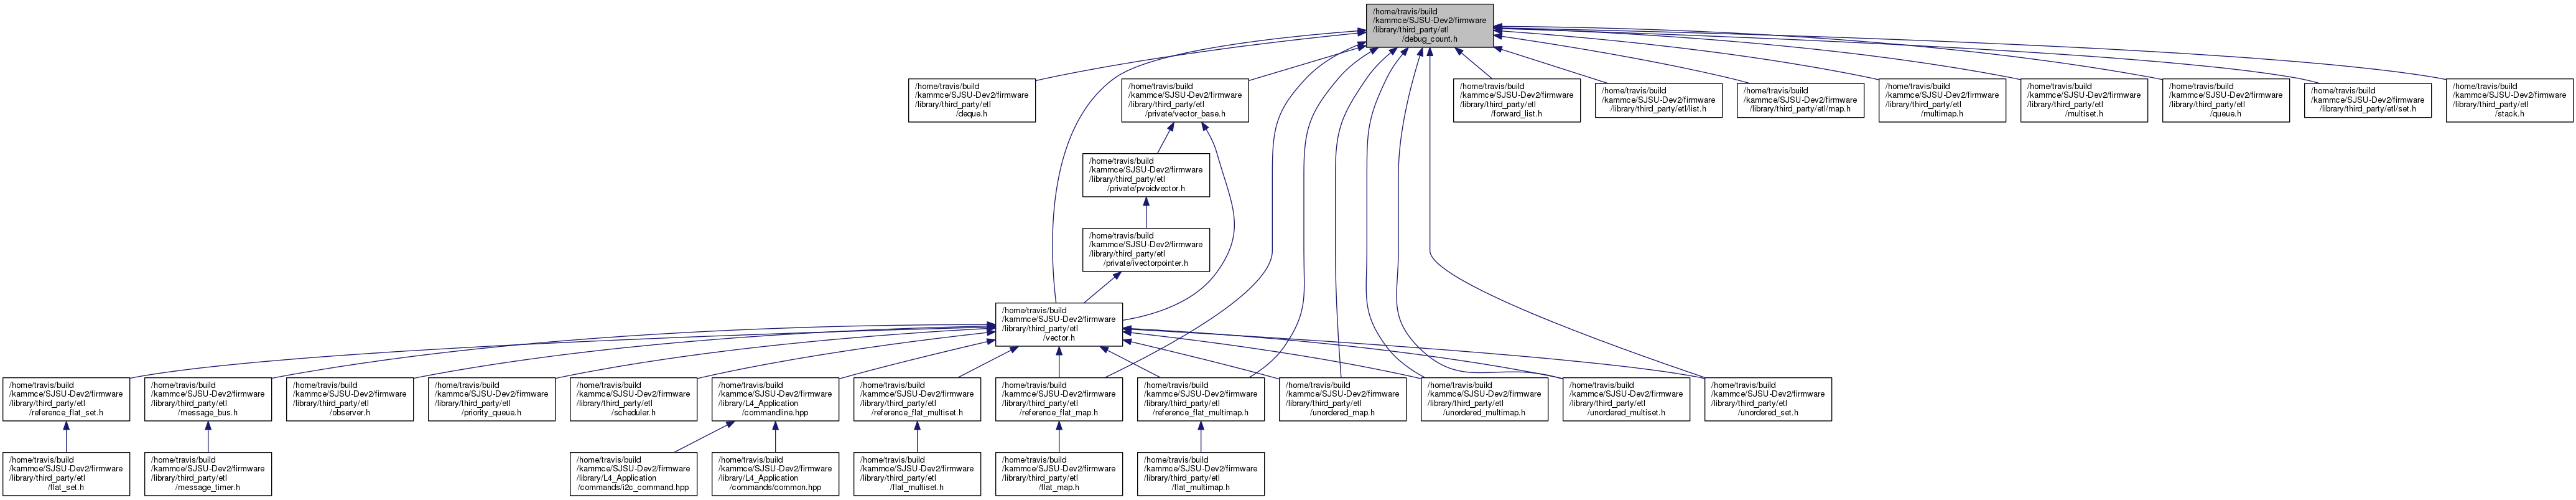 /home/travis/build
/kammce/SJSU-Dev2/firmware
/library/third_party/etl
/debug_count.h
/home/travis/build
/kammce/SJSU-Dev2/firmware
/library/third_party/etl
/deque.h
/home/travis/build
/kammce/SJSU-Dev2/firmware
/library/third_party/etl
/private/vector_base.h
/home/travis/build
/kammce/SJSU-Dev2/firmware
/library/third_party/etl
/forward_list.h
/home/travis/build
/kammce/SJSU-Dev2/firmware
/library/third_party/etl/list.h
/home/travis/build
/kammce/SJSU-Dev2/firmware
/library/third_party/etl/map.h
/home/travis/build
/kammce/SJSU-Dev2/firmware
/library/third_party/etl
/multimap.h
/home/travis/build
/kammce/SJSU-Dev2/firmware
/library/third_party/etl
/multiset.h
/home/travis/build
/kammce/SJSU-Dev2/firmware
/library/third_party/etl
/queue.h
/home/travis/build
/kammce/SJSU-Dev2/firmware
/library/third_party/etl/set.h
/home/travis/build
/kammce/SJSU-Dev2/firmware
/library/third_party/etl
/stack.h
/home/travis/build
/kammce/SJSU-Dev2/firmware
/library/third_party/etl
/private/pvoidvector.h
/home/travis/build
/kammce/SJSU-Dev2/firmware
/library/third_party/etl
/private/ivectorpointer.h
/home/travis/build
/kammce/SJSU-Dev2/firmware
/library/third_party/etl
/vector.h
/home/travis/build
/kammce/SJSU-Dev2/firmware
/library/third_party/etl
/reference_flat_set.h
/home/travis/build
/kammce/SJSU-Dev2/firmware
/library/third_party/etl
/message_bus.h
/home/travis/build
/kammce/SJSU-Dev2/firmware
/library/third_party/etl
/observer.h
/home/travis/build
/kammce/SJSU-Dev2/firmware
/library/third_party/etl
/priority_queue.h
/home/travis/build
/kammce/SJSU-Dev2/firmware
/library/third_party/etl
/scheduler.h
/home/travis/build
/kammce/SJSU-Dev2/firmware
/library/L4_Application
/commandline.hpp
/home/travis/build
/kammce/SJSU-Dev2/firmware
/library/third_party/etl
/reference_flat_multiset.h
/home/travis/build
/kammce/SJSU-Dev2/firmware
/library/third_party/etl
/reference_flat_map.h
/home/travis/build
/kammce/SJSU-Dev2/firmware
/library/third_party/etl
/reference_flat_multimap.h
/home/travis/build
/kammce/SJSU-Dev2/firmware
/library/third_party/etl
/unordered_map.h
/home/travis/build
/kammce/SJSU-Dev2/firmware
/library/third_party/etl
/unordered_multimap.h
/home/travis/build
/kammce/SJSU-Dev2/firmware
/library/third_party/etl
/unordered_multiset.h
/home/travis/build
/kammce/SJSU-Dev2/firmware
/library/third_party/etl
/unordered_set.h
/home/travis/build
/kammce/SJSU-Dev2/firmware
/library/third_party/etl
/flat_set.h
/home/travis/build
/kammce/SJSU-Dev2/firmware
/library/third_party/etl
/message_timer.h
/home/travis/build
/kammce/SJSU-Dev2/firmware
/library/L4_Application
/commands/i2c_command.hpp
/home/travis/build
/kammce/SJSU-Dev2/firmware
/library/L4_Application
/commands/common.hpp
/home/travis/build
/kammce/SJSU-Dev2/firmware
/library/third_party/etl
/flat_multiset.h
/home/travis/build
/kammce/SJSU-Dev2/firmware
/library/third_party/etl
/flat_map.h
/home/travis/build
/kammce/SJSU-Dev2/firmware
/library/third_party/etl
/flat_multimap.h